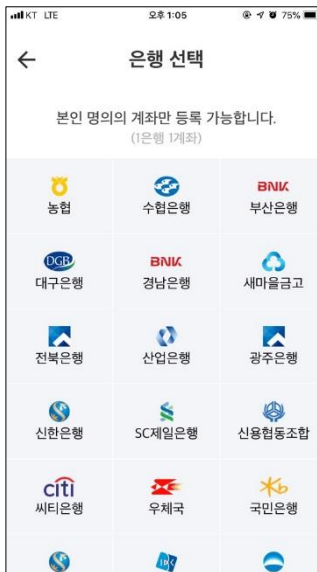 KT LTE 오후 1:05 75%
은행 선택
본인 명의의 계좌만 등록 가능합니다.
(1은행 1계좌)
BNK
농협 수협은행 부산은행
DGB BNK
대구은행 경남은행 새마을금고
전북은행 산업은행 광주은행
신한은행 SC제일은행 신용협동조합
citi Kb
씨티은행 우체국 국민은행